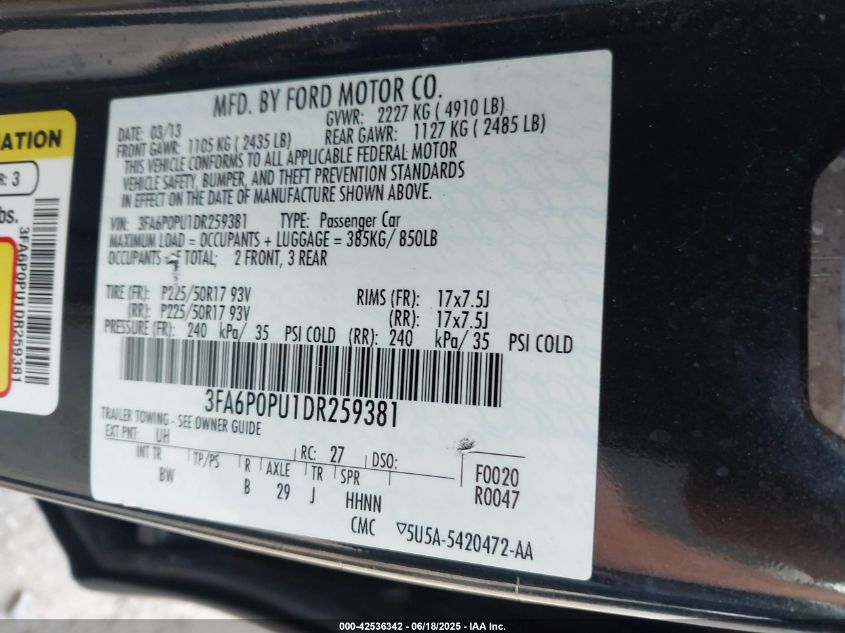 MFD. BY FORD MOTOR CO.
DATE: 03/13 GVWR: 2227 KG ( 4910 LB)
FRONT GAWR: 1105 KG ( 2435 LB) REAR GAWR: 1127 KG ( 2485 LB)
THIS VEHICLE CONFORMS TO ALL APPLICABLE FEDERAL MOTOR
VEHICLE SAFETY, BUMPER, AND THEFT PREVENTION STANDARDS
IN EFFECT ON THE DATE OF MANUFACTURE SHOWN ABOVE.
VIN: 3FA6P0PU1DR259381 TYPE: Passenger Car
MAXIMUM LOAD = OCCUPANTS + LUGGAGE = 385KG/ 850LB
OCCUPANTS = TOTAL; 2 FRONT, 3 REAR
TIRE (FR): P225/50R17 93V RIMS (FR): 17x7.5J
(RR): P225/50R17 93V (RR): 17x7.5J
PRESSURE (FR): 240 kPa/ 35 PSI COLD (RR): 240 kPa/ 35 PSI COLD
3FA6P0PU1DR259381
TRAILER TOWING - SEE OWNER GUIDE
EXT PNT: UH RC: 27 DSO:
INT TR TP/PS R AXLE TR SPR F0020
BW B 29 J HHNN R0047
CMC ▽5U5A-5420472-AA
R: 3
bs.
3FA6P0PU1DR259381
000-42536342 - 06/18/2025 - IAA Inc.